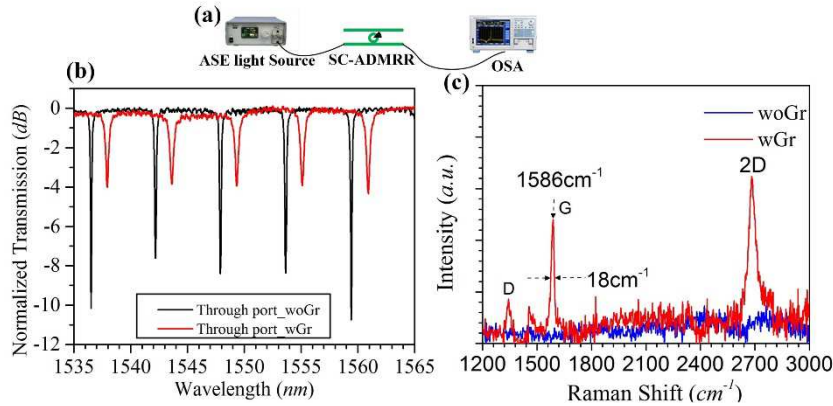 (a)
ASE light Source
SC-ADMRR
OSA
(b)
Normalized Transmission (dB)
0
-2
-4
-6
-8
-10
-12
Through port_woGr
Through port_wGr
1535 1540 1545 1550 1555 1560 1565
Wavelength (nm)
(c)
woGr
wGr
2D
1586cm-1
G
D
18cm-1
Intensity (a.u.)
1200 1500 1800 2100 2400 2700 3000
Raman Shift (cm-1)